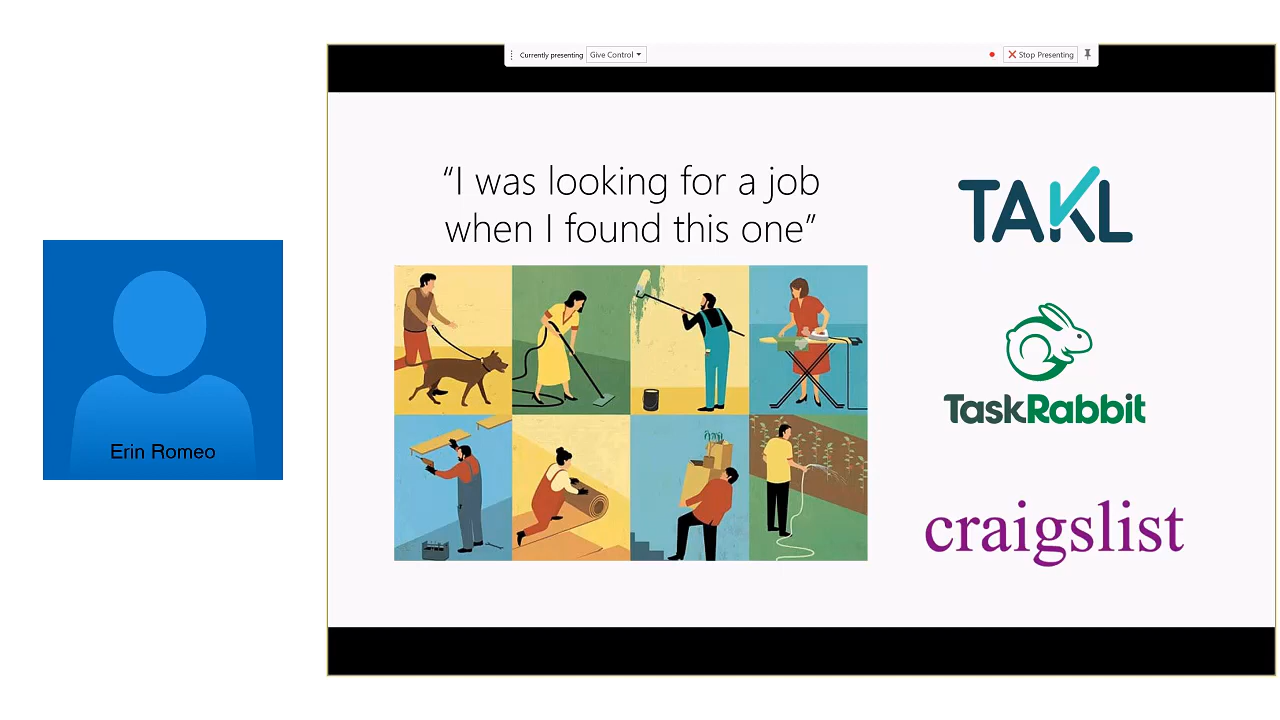 Currently presenting Give Control Stop Presenting
“I was looking for a job
when I found this one”
TAKL
TaskRabbit
craigslist
Erin Romeo